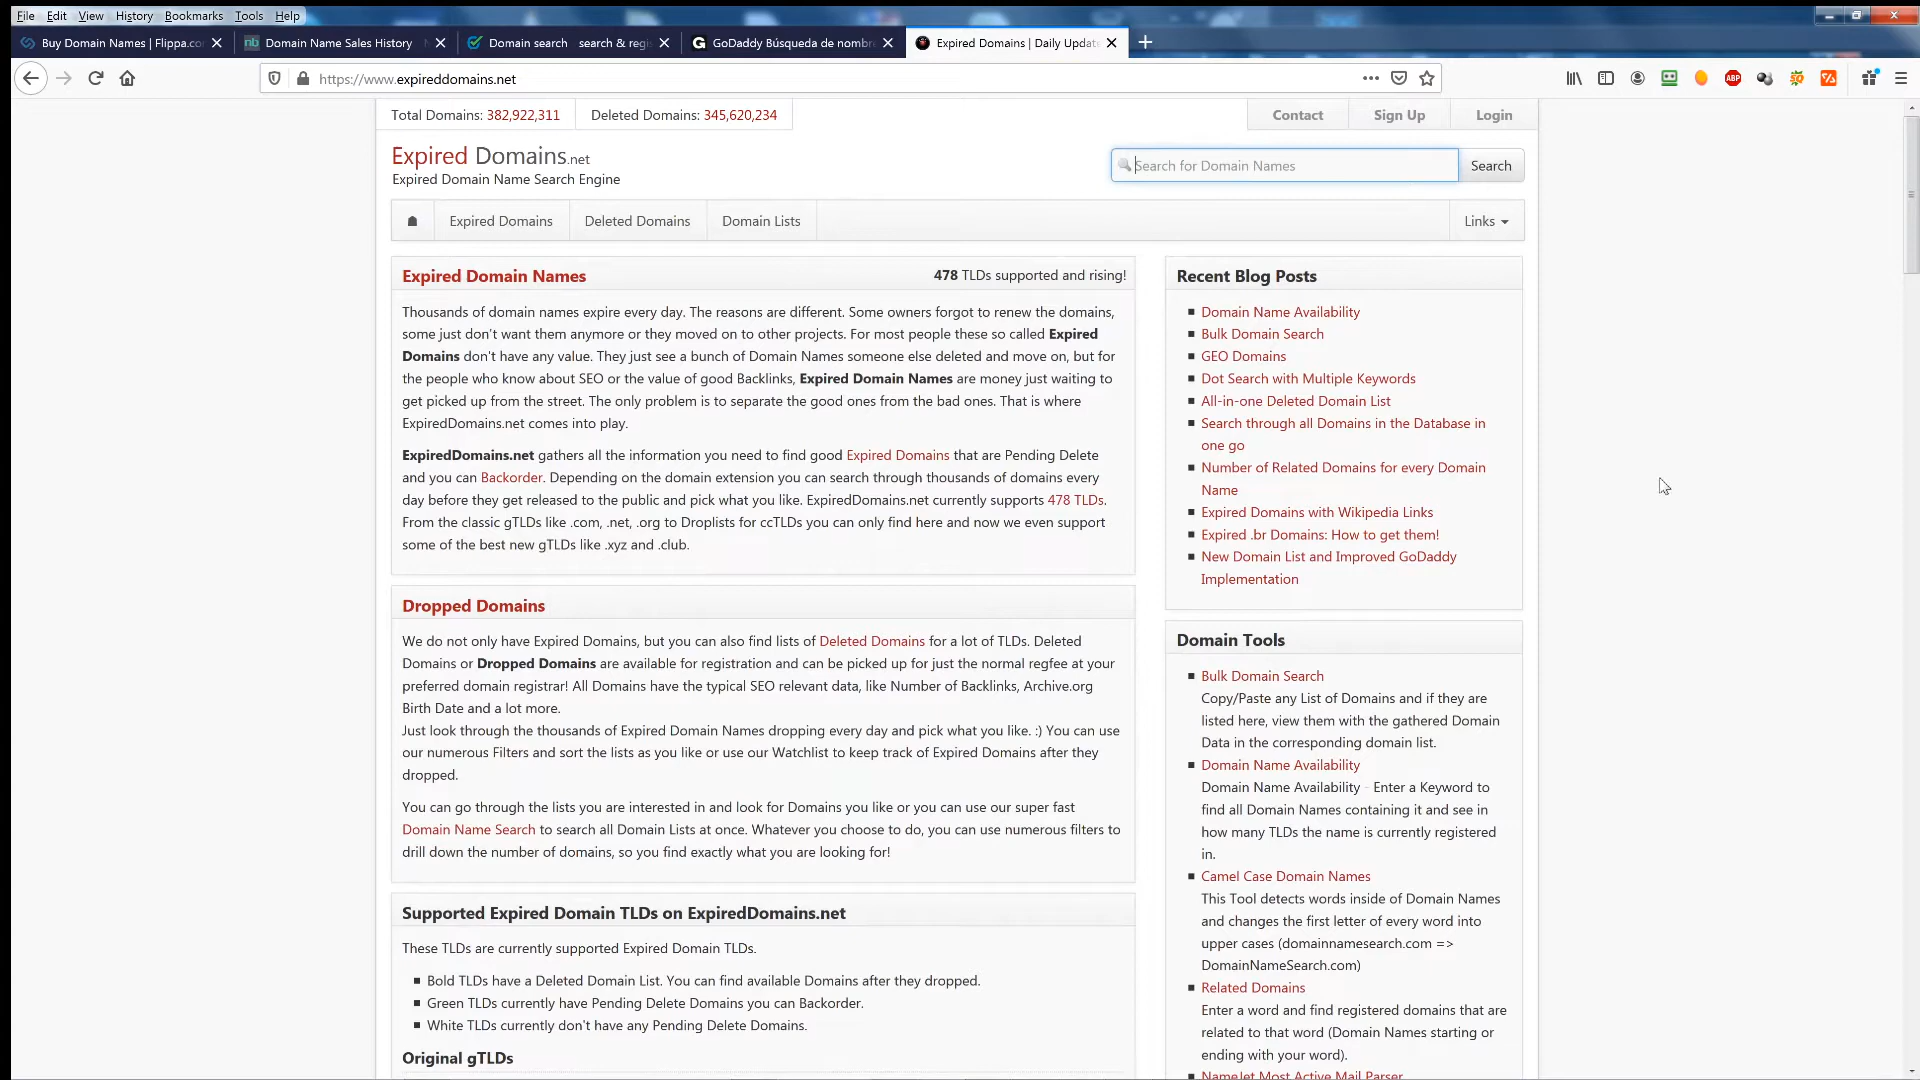 File Edit View History Bookmarks Tools Help
Buy Domain Names | Flippa.co
Domain Name Sales History
Domain search search & regi
GoDaddy Búsqueda de nombr
Expired Domains | Daily Updat
https://www.expireddomains.net
ABP
Total Domains: 382,922,311
Deleted Domains: 345,620,234
Contact
Sign Up
Login
Expired Domains.net
Expired Domain Name Search Engine
Search for Domain Names
Search
Expired Domains
Deleted Domains
Domain Lists
Links
Expired Domain Names
478 TLDs supported and rising!
Thousands of domain names expire every day. The reasons are different. Some owners forgot to renew the domains,
some just don't want them anymore or they moved on to other projects. For most people these so called Expired
Domains don't have any value. They just see a bunch of Domain Names someone else deleted and move on, but for
the people who know about SEO or the value of good Backlinks, Expired Domain Names are money just waiting to
get picked up from the street. The only problem is to separate the good ones from the bad ones. That is where
ExpiredDomains.net comes into play.
ExpiredDomains.net gathers all the information you need to find good Expired Domains that are Pending Delete
and you can Backorder. Depending on the domain extension you can search through thousands of domains every
day before they get released to the public and pick what you like. ExpiredDomains.net currently supports 478 TLDs.
From the classic gTLDs like .com, .net, .org to Droplists for ccTLDs you can only find here and now we even support
some of the best new gTLDs like .xyz and .club.
Dropped Domains
We do not only have Expired Domains, but you can also find lists of Deleted Domains for a lot of TLDs. Deleted
Domains or Dropped Domains are available for registration and can be picked up for just the normal regfee at your
preferred domain registrar! All Domains have the typical SEO relevant data, like Number of Backlinks, Archive.org
Birth Date and a lot more.
Just look through the thousands of Expired Domain Names dropping every day and pick what you like. :) You can use
our numerous Filters and sort the lists as you like or use our Watchlist to keep track of Expired Domains after they
dropped.
You can go through the lists you are interested in and look for Domains you like or you can use our super fast
Domain Name Search to search all Domain Lists at once. Whatever you choose to do, you can use numerous filters to
drill down the number of domains, so you find exactly what you are looking for!
Supported Expired Domain TLDs on ExpiredDomains.net
These TLDs are currently supported Expired Domain TLDs.
Bold TLDs have a Deleted Domain List. You can find available Domains after they dropped.
Green TLDs currently have Pending Delete Domains you can Backorder.
White TLDs currently don't have any Pending Delete Domains.
Original gTLDs
Recent Blog Posts
Domain Name Availability
Bulk Domain Search
GEO Domains
Dot Search with Multiple Keywords
All-in-one Deleted Domain List
Search through all Domains in the Database in
one go
Number of Related Domains for every Domain
Name
Expired Domains with Wikipedia Links
Expired .br Domains: How to get them!
New Domain List and Improved GoDaddy
Implementation
Domain Tools
Bulk Domain Search
Copy/Paste any List of Domains and if they are
listed here, view them with the gathered Domain
Data in the corresponding domain list.
Domain Name Availability
Domain Name Availability - Enter a Keyword to
find all Domain Names containing it and see in
how many TLDs the name is currently registered
in.
Camel Case Domain Names
This Tool detects words inside of Domain Names
and changes the first letter of every word into
upper cases (domainnamesearch.com =>
DomainNameSearch.com)
Related Domains
Enter a word and find registered domains that are
related to that word (Domain Names starting or
ending with your word).
NameJet Most Active Mail Parser